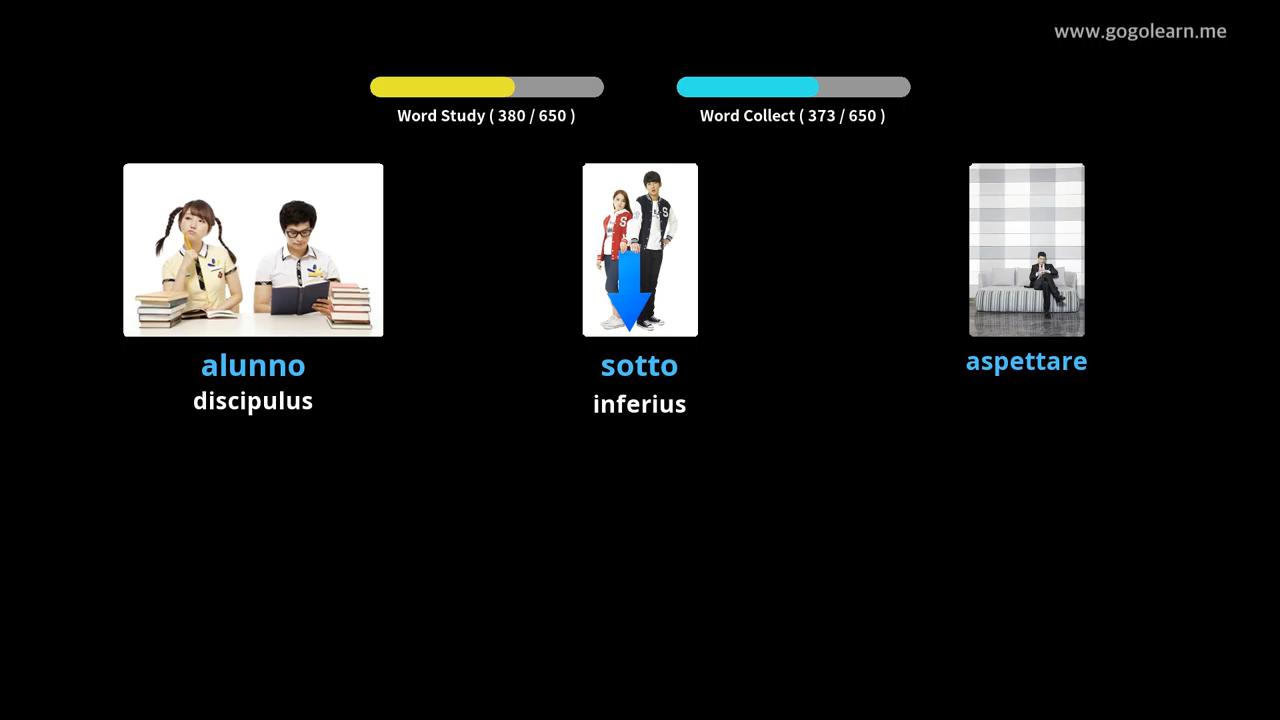 www.gogolearn.me
Word Study ( 380 / 650 )
Word Collect ( 373 / 650 )
alunno
discipulus
sotto
inferius
aspettare